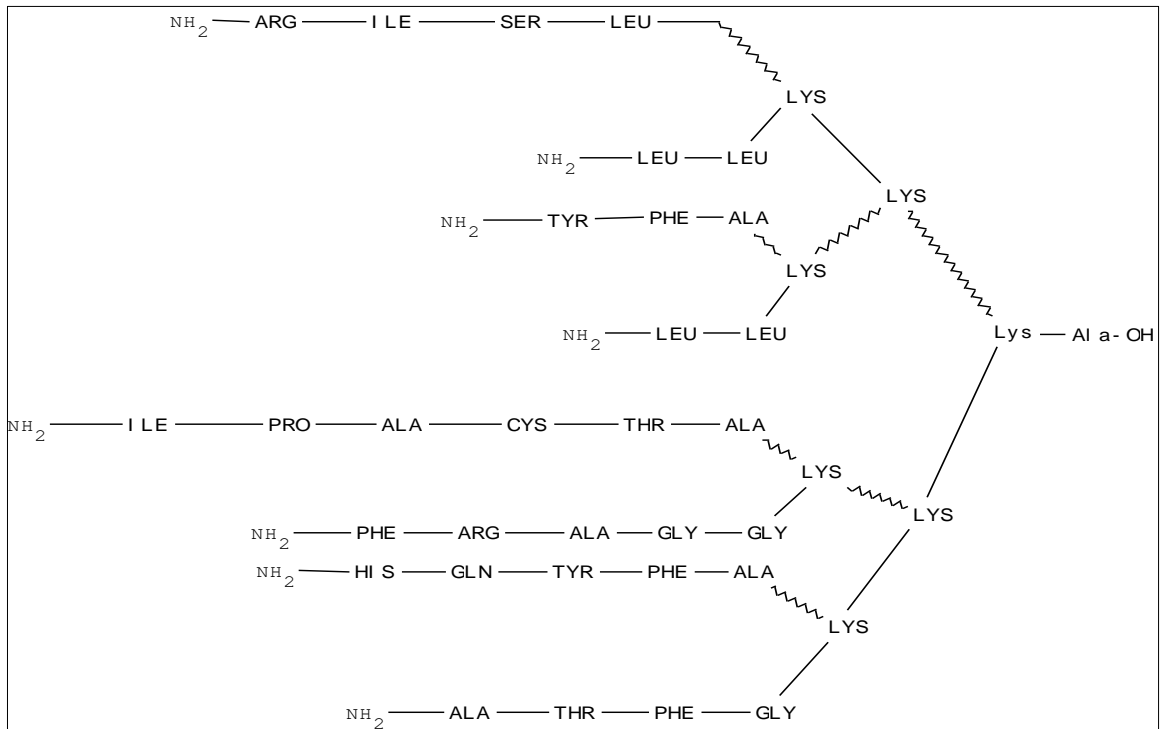 NH2 ARG ILE SER LEU
LYS
NH2 LEU LEU
LYS
NH2 TYR PHE ALA
LYS
NH2 LEU LEU
Lys Ala-OH
NH2 ILE PRO ALA CYS THR ALA
LYS
LYS
NH2 PHE ARG ALA GLY GLY
NH2 HIS GLN TYR PHE ALA
LYS
NH2 ALA THR PHE GLY